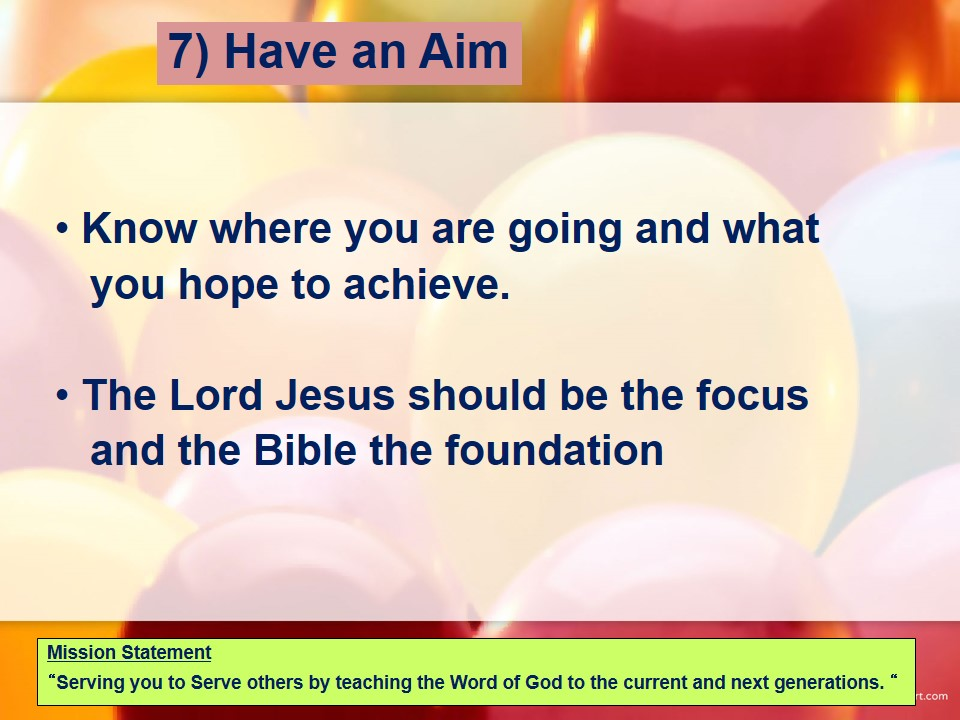 7) Have an Aim
• Know where you are going and what
you hope to achieve.
• The Lord Jesus should be the focus
and the Bible the foundation
Mission Statement
“Serving you to Serve others by teaching the Word of God to the current and next generations. “
rt.com